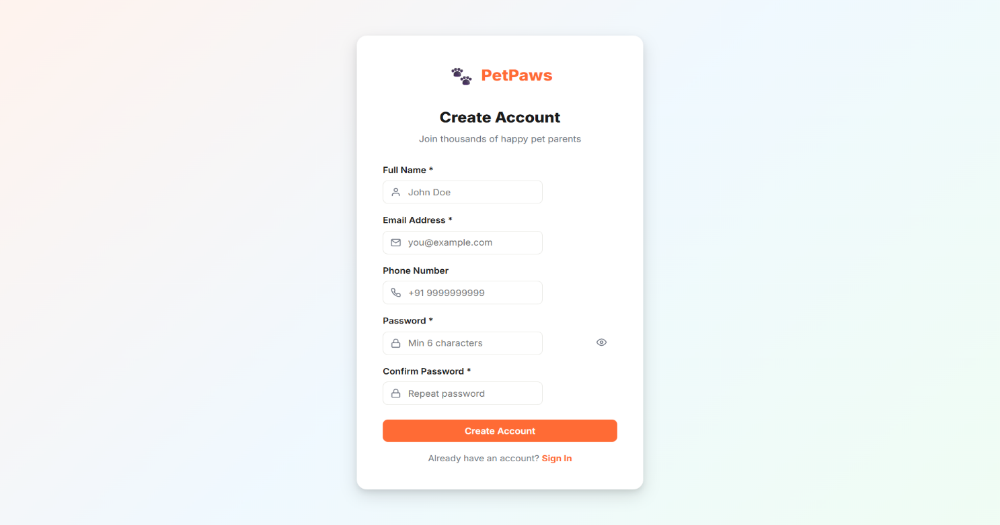 PetPaws
Create Account
Join thousands of happy pet parents
Full Name *
John Doe
Email Address *
you@example.com
Phone Number
+91 9999999999
Password *
Min 6 characters
Confirm Password *
Repeat password
Create Account
Already have an account? Sign In